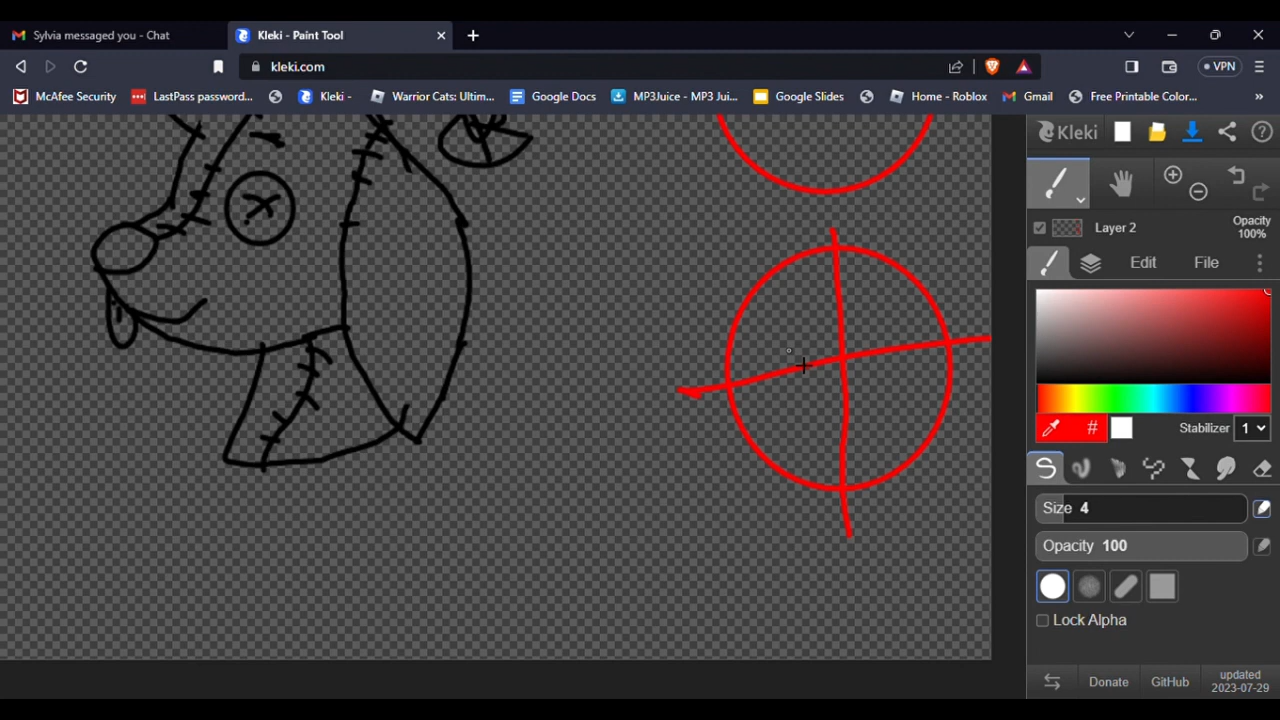 Sylvia messaged you - Chat
Kleki - Paint Tool
kleki.com
VPN
McAfee Security
LastPass password...
Kleki -
Warrior Cats: Ultim...
Google Docs
MP3Juice - MP3 Jui...
Google Slides
Home - Roblox
Gmail
Free Printable Color...
»
Kleki
Layer 2
Opacity
100%
Edit
File
#
Stabilizer 1
Size 4
Opacity 100
Lock Alpha
Donate
GitHub
updated
2023-07-29